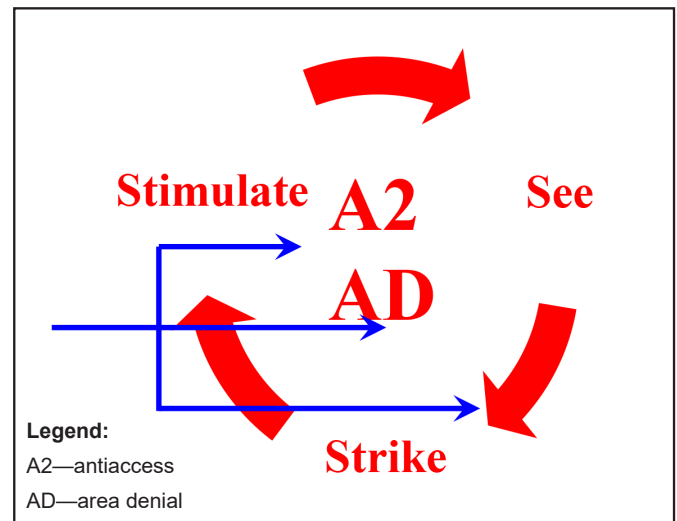 Stimulate
A2
See
AD
Strike
Legend:
A2—antiaccess
AD—area denial